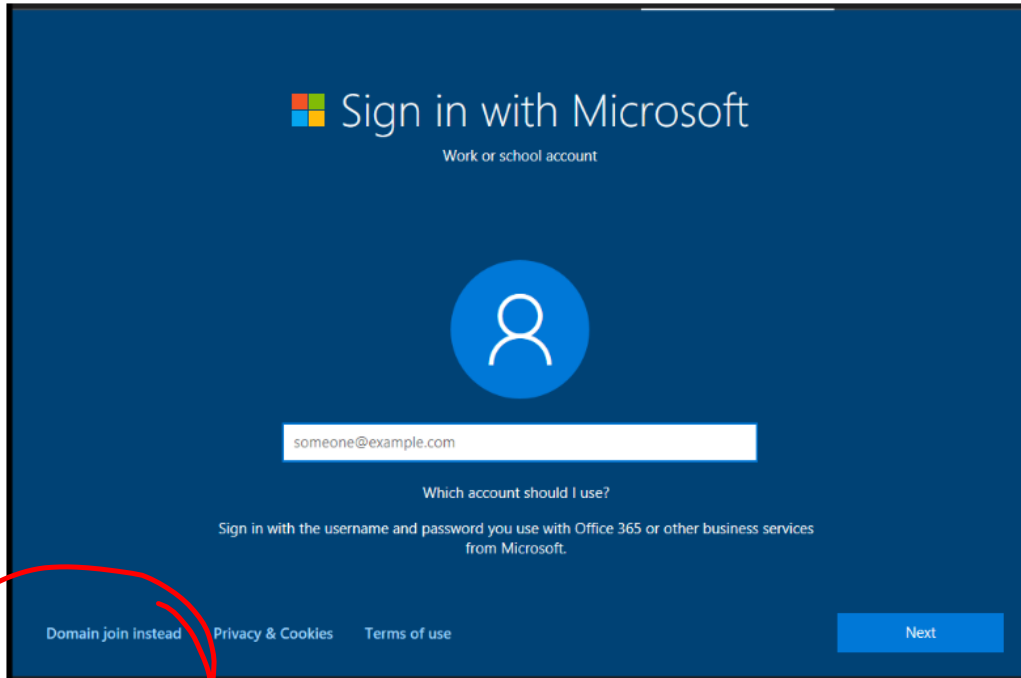 Sign in with Microsoft
Work or school account
someone@example.com
Which account should I use?
Sign in with the username and password you use with Office 365 or other business services
from Microsoft.
Domain join instead Privacy & Cookies Terms of use Next